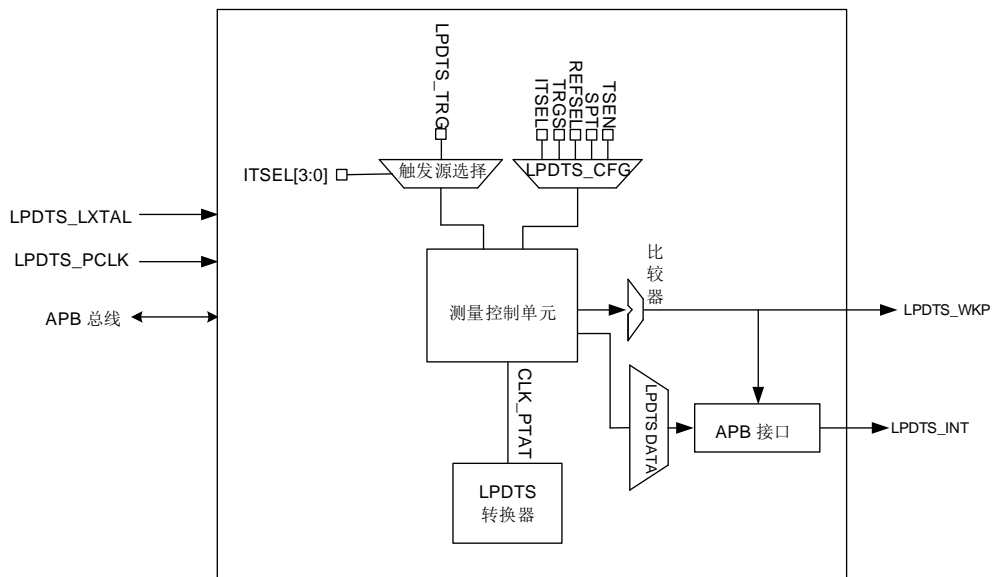 LPDTS_TRG
ITSEL
TRGS
REFSEL
SPT
TSEN
ITSEL[3:0]
触发源选择
LPDTS_CFG
LPDTS_LXTAL
LPDTS_PCLK
APB 总线
测量控制单元
比较器
LPDTS_WKP
CLK_PTAT
LPDTS DATA
APB 接口
LPDTS_INT
LPDTS
转换器